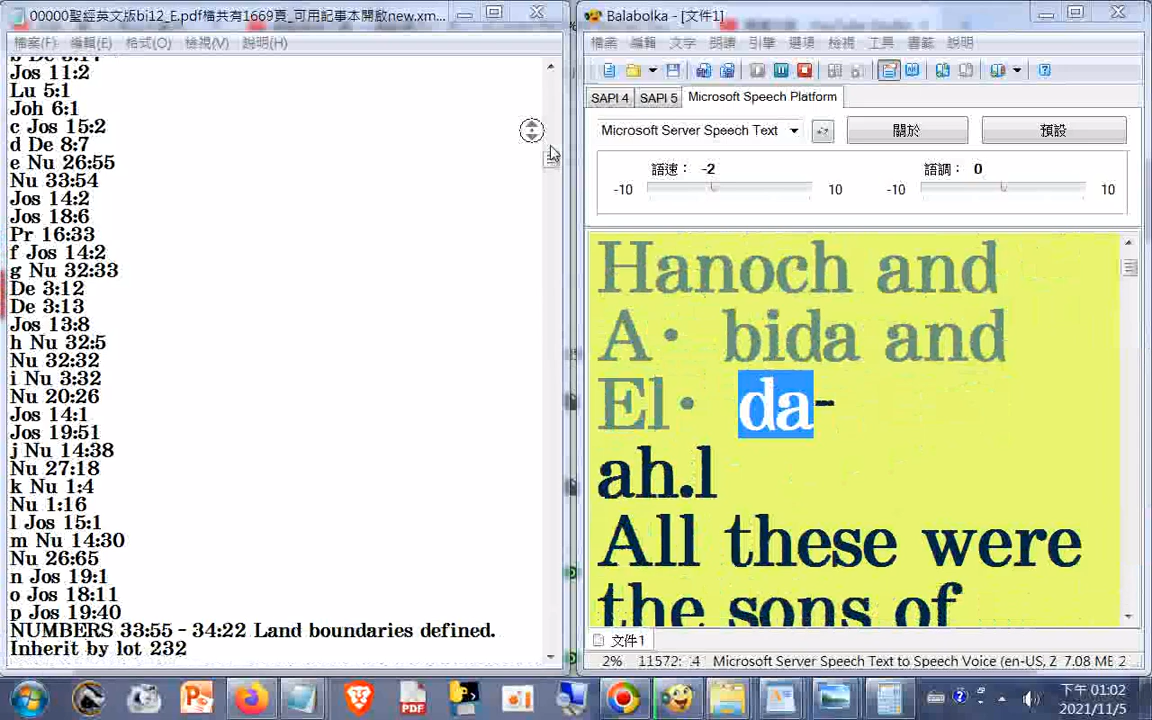 00000聖經英文版bi12_E.pdf檔共有1669頁_可用記事本開啟new.xm...
檔案(F) 編輯(E) 格式(O) 檢視(V) 說明(H)
Jos 11:2
Lu 5:1
Joh 6:1
c Jos 15:2
d De 8:7
e Nu 26:55
Nu 33:54
Jos 14:2
Jos 18:6
Pr 16:33
f Jos 14:2
g Nu 32:33
De 3:12
De 3:13
Jos 13:8
h Nu 32:5
Nu 32:32
i Nu 3:32
Nu 20:26
Jos 14:1
Jos 19:51
j Nu 14:38
Nu 27:18
k Nu 1:4
Nu 1:16
l Jos 15:1
m Nu 14:30
Nu 26:65
n Jos 19:1
o Jos 18:11
p Jos 19:40
NUMBERS 33:55 - 34:22 Land boundaries defined.
Inherit by lot 232
Balabolka - [文件1]
檔案 編輯 文字 朗讀 引擎 選項 檢視 工具 書籤 說明
SAPI 4 SAPI 5 Microsoft Speech Platform
Microsoft Server Speech Text 關於 預設
語速： -2 語調： 0
-10 10 -10 10
Hanoch and
A· bida and
El· da-
ah.l
All these were
the sons of
文件1
2% 11572: .4 Microsoft Server Speech Text to Speech Voice (en-US, Z 7.08 ME 2
PDF
下午 01:02
2021/11/5